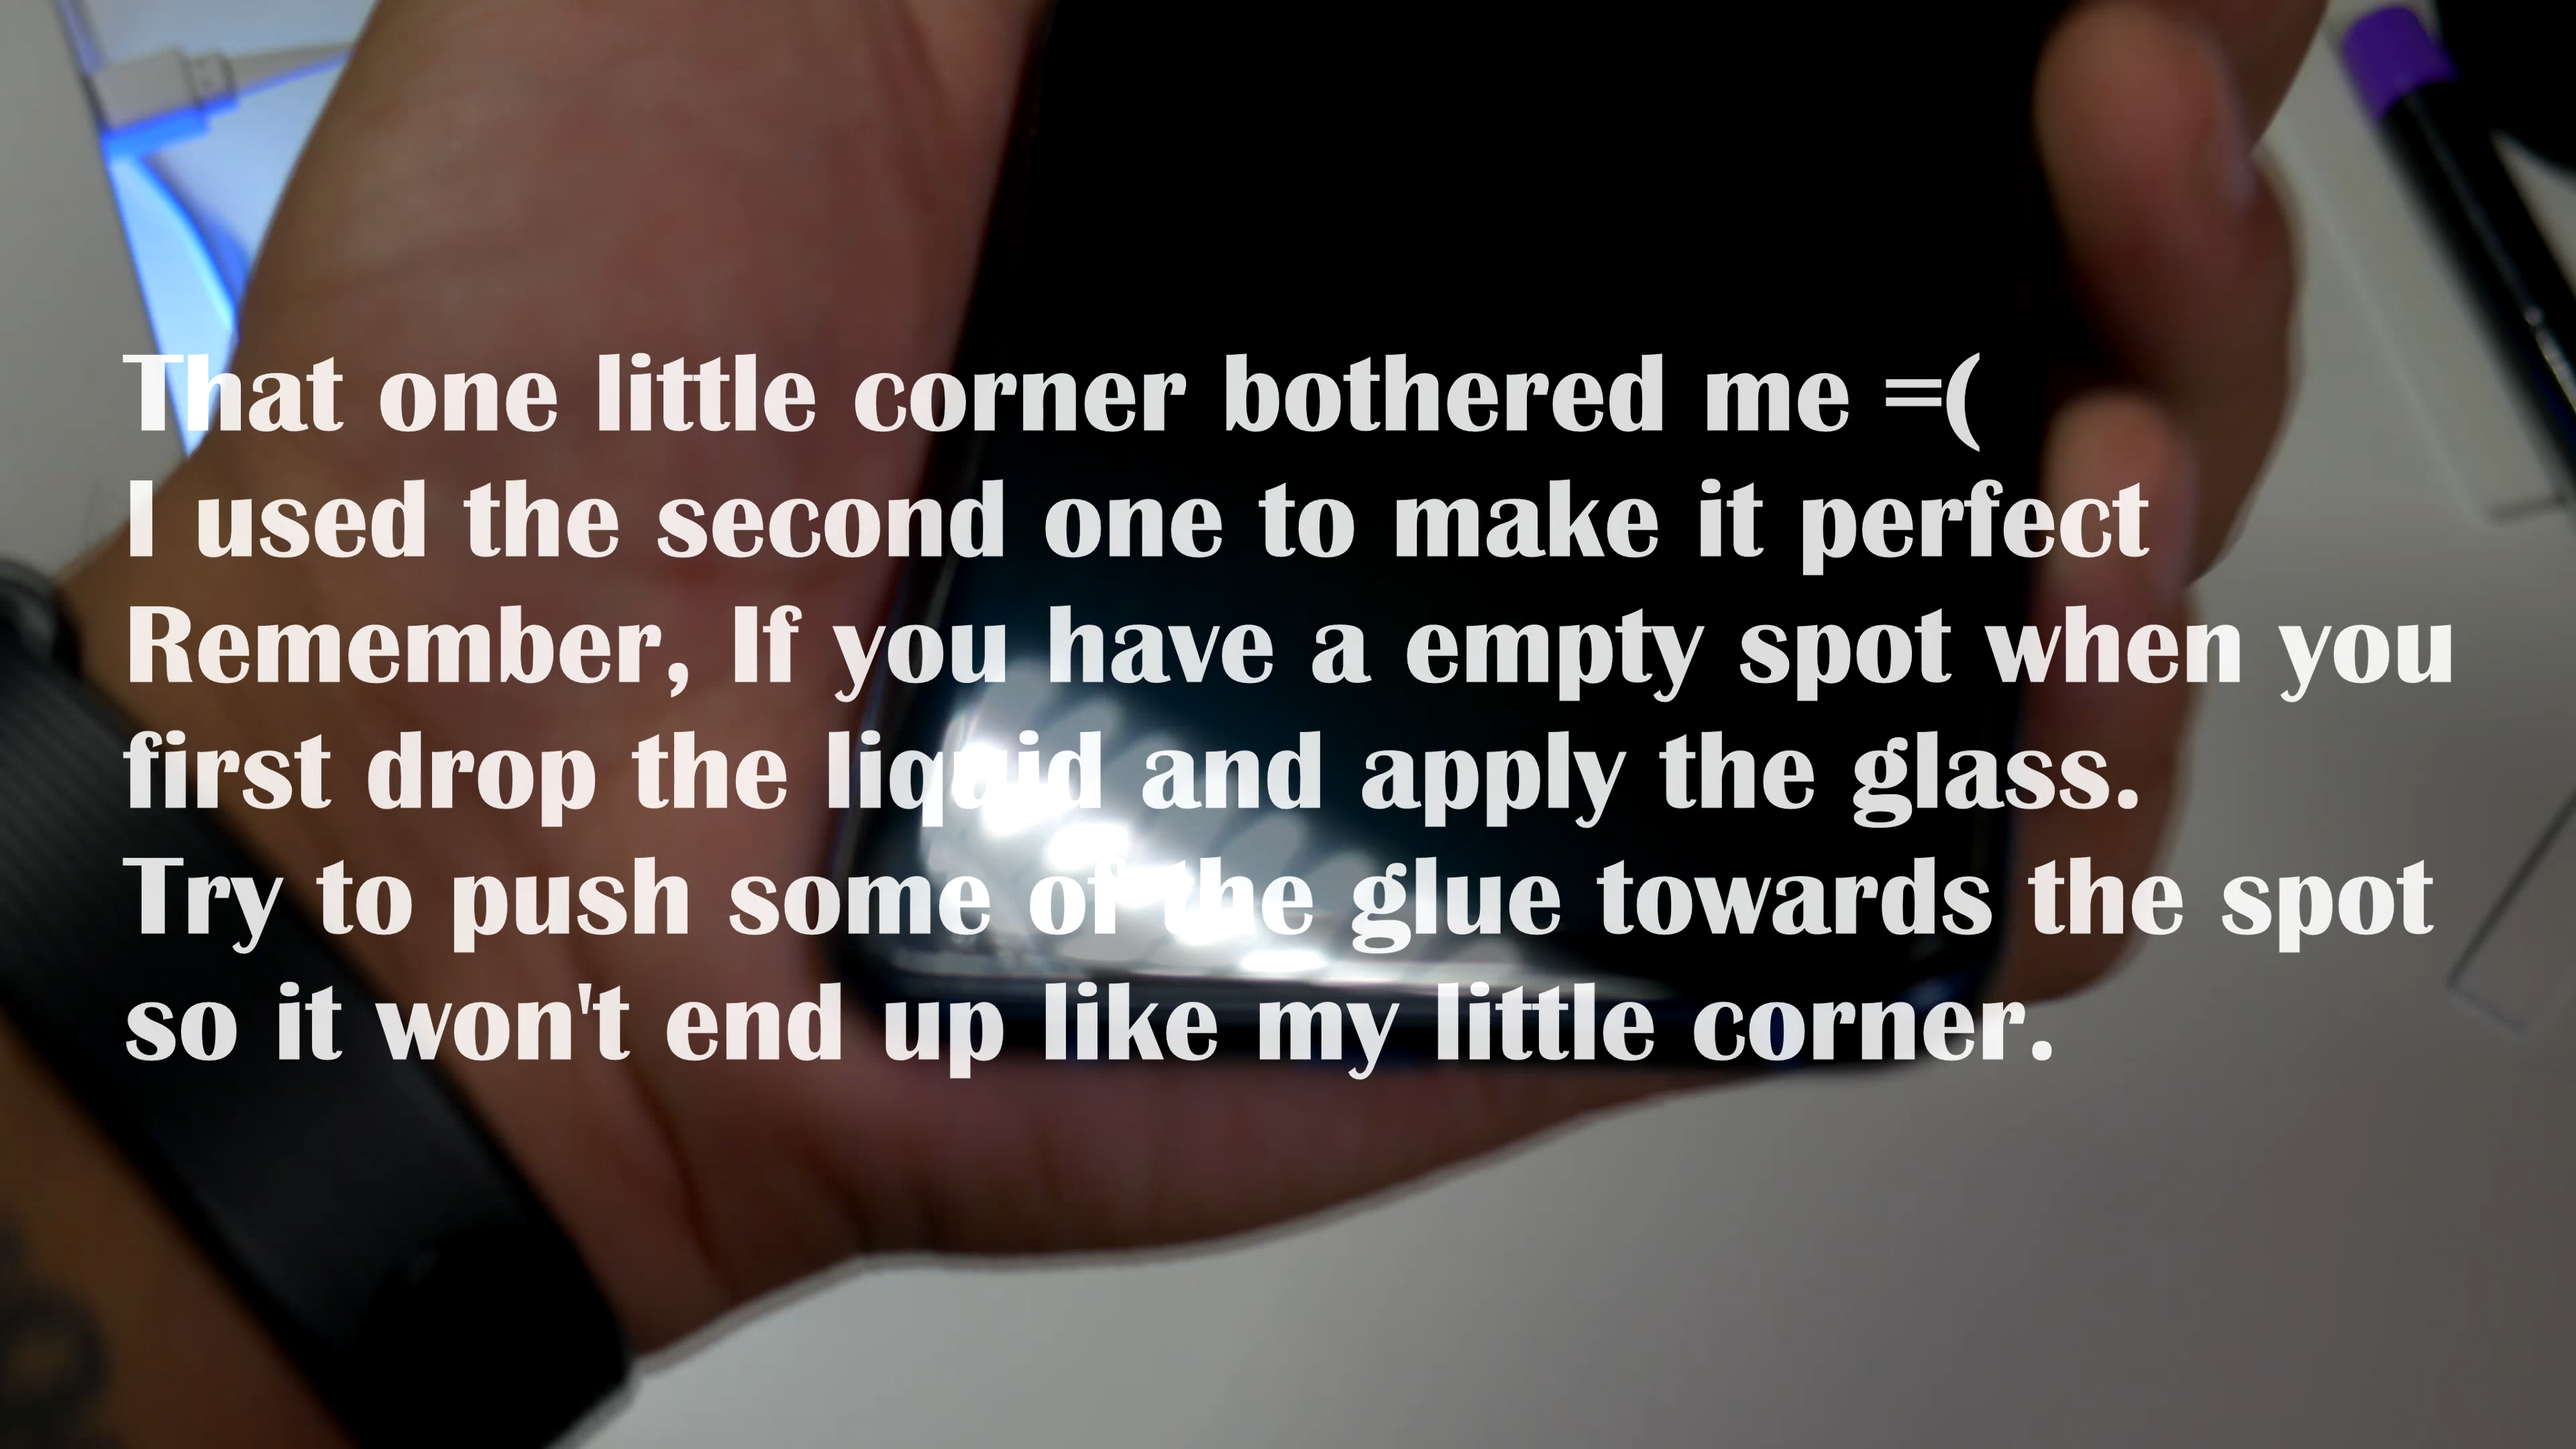 That one little corner bothered me =(
I used the second one to make it perfect
Remember, If you have a empty spot when you
first drop the liquid and apply the glass.
Try to push some of the glue towards the spot
so it won't end up like my little corner.